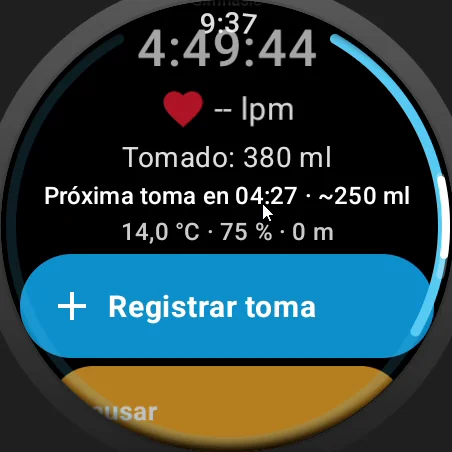 9:37
4:49:44
-- lpm
Tomado: 380 ml
Próxima toma en 04:27 · ~250 ml
14,0 °C · 75 % · 0 m
Registrar toma